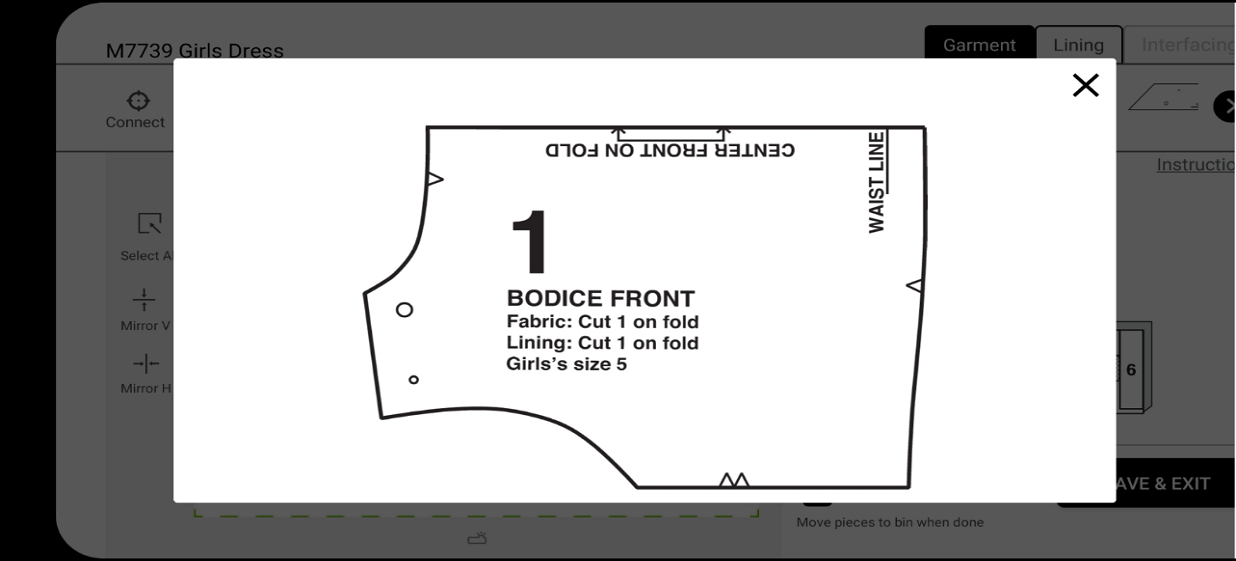 M7739 Girls Dress
Garment
Lining
Interfacing
Connect
Instructio
CENTER FRONT ON FOLD
WAIST LINE
1
BODICE FRONT
Fabric: Cut 1 on fold
Lining: Cut 1 on fold
Girls's size 5
Select A
Mirror V
Mirror H
6
AVE & EXIT
Move pieces to bin when done